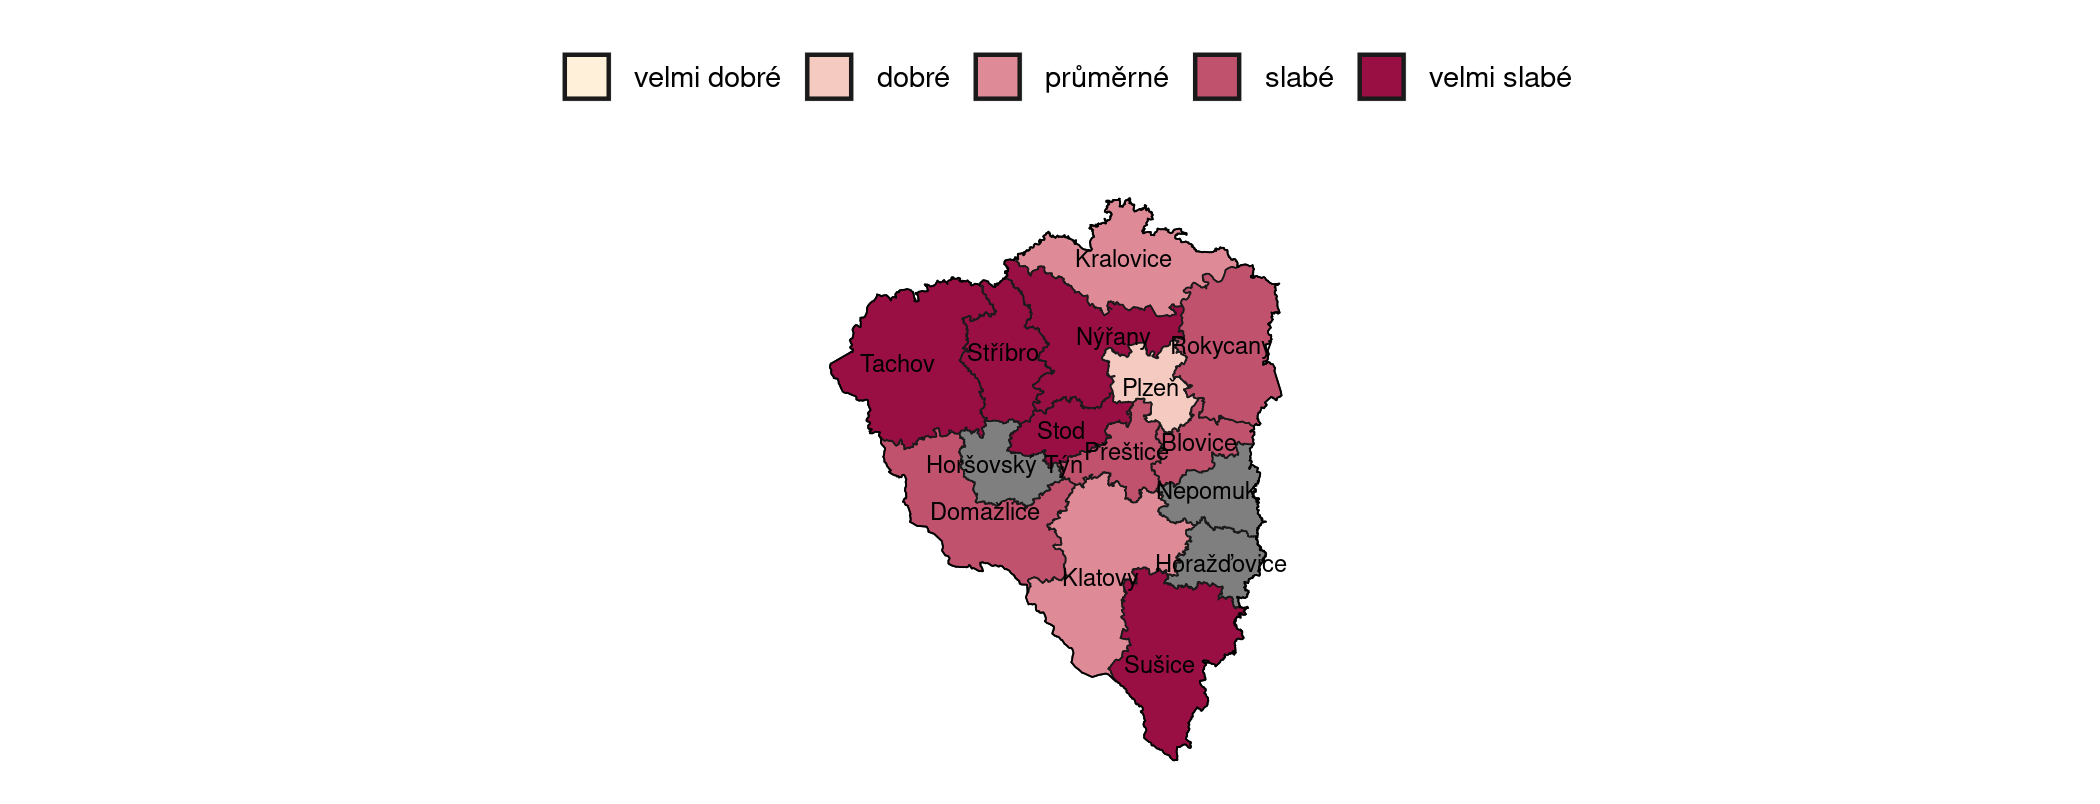 velmi dobré
dobré
průměrné
slabé
velmi slabé
Kralovice
Nýřany
Rokycany
Stříbro
Tachov
Plzeň
Stod
Blovice
Přeštice
Horšovský Týn
Nepomuk
Domažlice
Horažďovice
Klatovy
Sušice